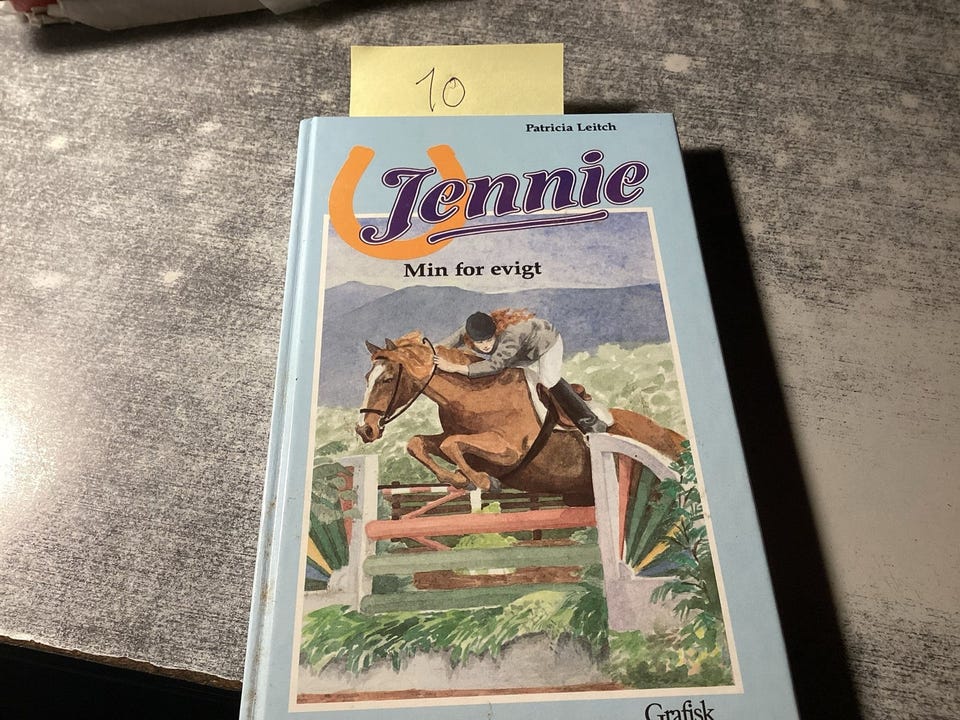 10
Patricia Leitch
Jennie
Min for evigt
Grafisk